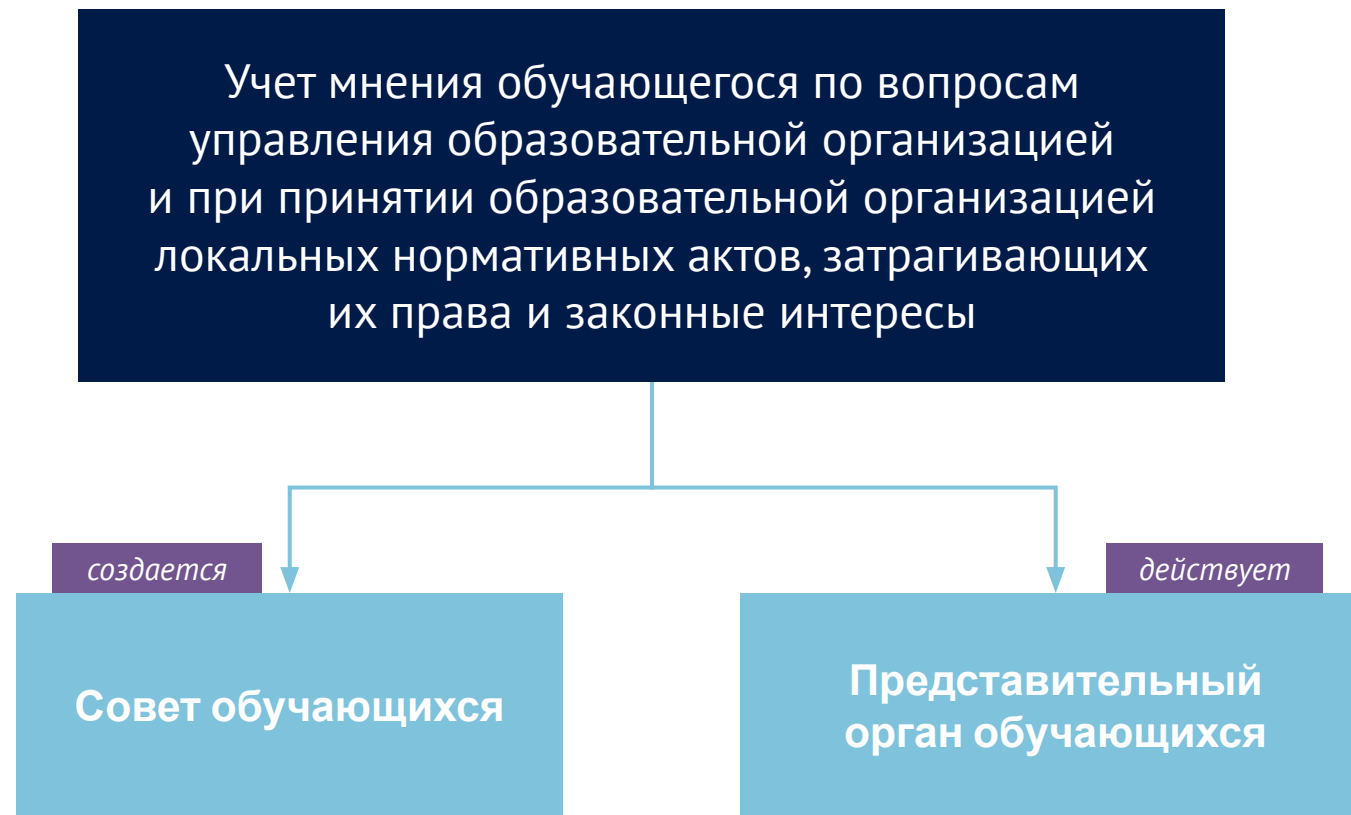 Учет мнения обучающегося по вопросам
управления образовательной организацией
и при принятии образовательной организацией
локальных нормативных актов, затрагивающих
их права и законные интересы
создается
Совет обучающихся
действует
Представительный
орган обучающихся